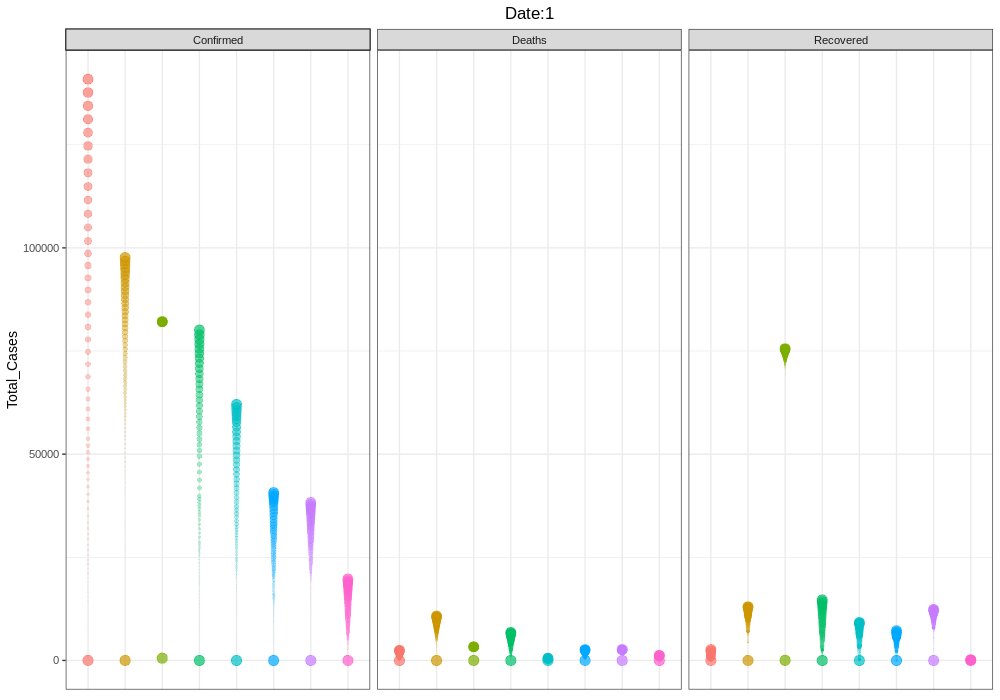 Date:1
Confirmed
Deaths
Recovered
Total_Cases
100000
50000
0